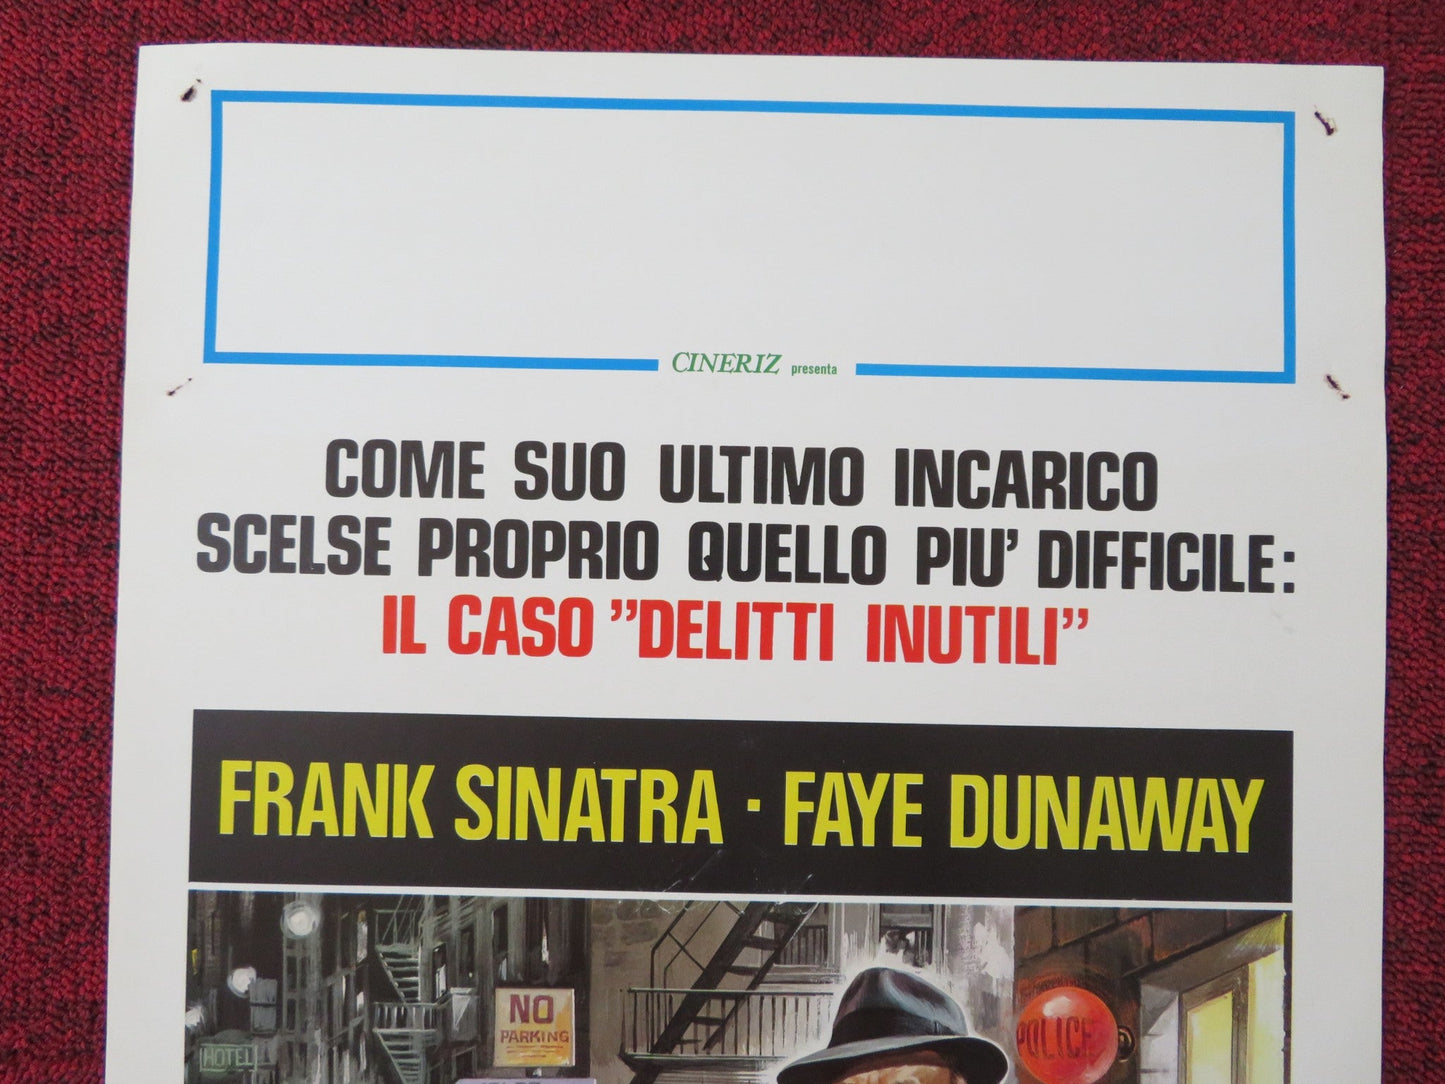 CINERIZ presenta
COME SUO ULTIMO INCARICO
SCELSE PROPRIO QUELLO PIU' DIFFICILE:
IL CASO "DELITTI INUTILI"
FRANK SINATRA · FAYE DUNAWAY
NO
PARKING
POLICE
HOTEL